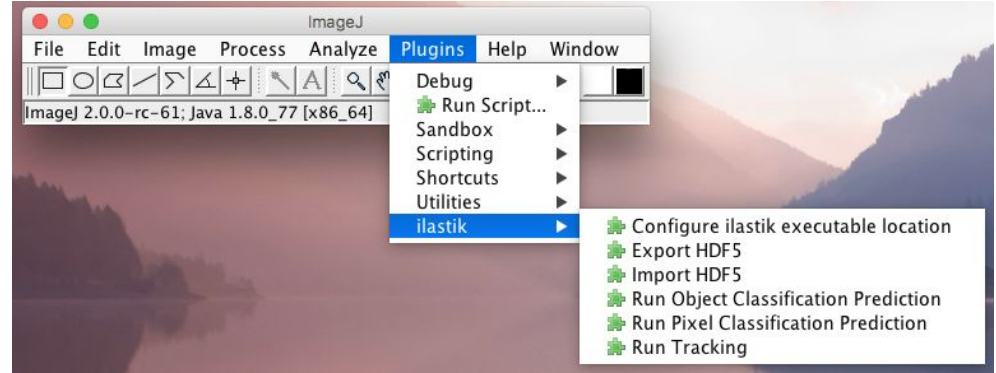 ImageJ
File Edit Image Process Analyze Plugins Help Window
A
ImageJ 2.0.0-rc-61; Java 1.8.0_77 [x86_64]
Debug
Run Script...
Sandbox
Scripting
Shortcuts
Utilities
ilastik
Configure ilastik executable location
Export HDF5
Import HDF5
Run Object Classification Prediction
Run Pixel Classification Prediction
Run Tracking